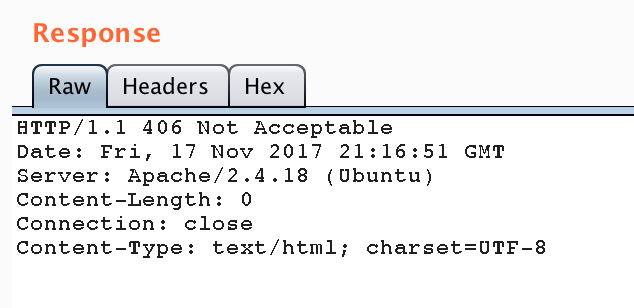 Response
Raw Headers Hex
HTTP/1.1 406 Not Acceptable
Date: Fri, 17 Nov 2017 21:16:51 GMT
Server: Apache/2.4.18 (Ubuntu)
Content-Length: 0
Connection: close
Content-Type: text/html; charset=UTF-8